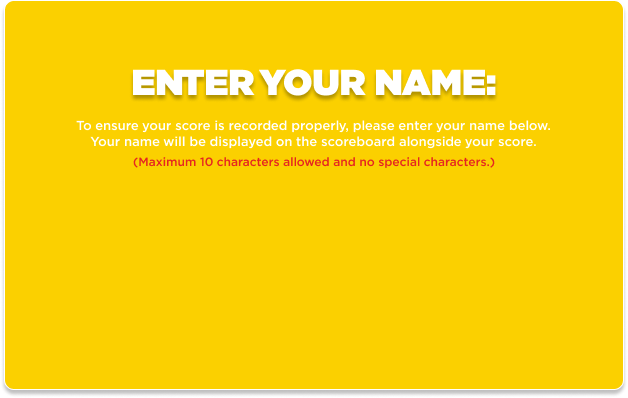 ENTER YOUR NAME:
To ensure your score is recorded properly, please enter your name below.
Your name will be displayed on the scoreboard alongside your score.
(Maximum 10 characters allowed and no special characters.)